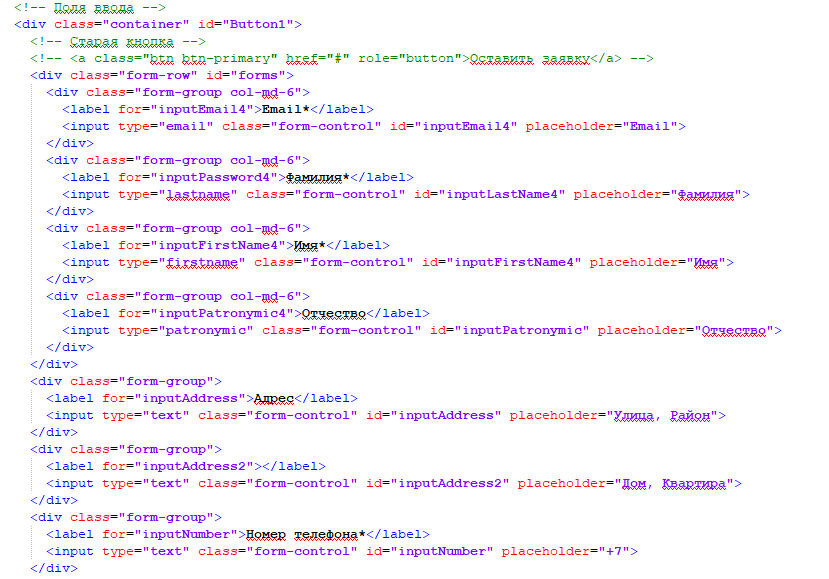 <!-- Поля ввода -->
<div class="container" id="Button1">
<!-- Старая кнопка -->
<!-- <a class="btn btn-primary" href="#" role="button">Оставить заявку</a> -->
<div class="form-row" id="forms">
<div class="form-group col-md-6">
<label for="inputEmail4">Email*</label>
<input type="email" class="form-control" id="inputEmail4" placeholder="Email">
</div>
<div class="form-group col-md-6">
<label for="inputPassword4">Фамилия*</label>
<input type="lastname" class="form-control" id="inputLastName4" placeholder="Фамилия">
</div>
<div class="form-group col-md-6">
<label for="inputFirstName4">Имя*</label>
<input type="firstname" class="form-control" id="inputFirstName4" placeholder="Имя">
</div>
<div class="form-group col-md-6">
<label for="inputPatronymic4">Отчество</label>
<input type="patronymic" class="form-control" id="inputPatronymic" placeholder="Отчество">
</div>
</div>
<div class="form-group">
<label for="inputAddress">Адрес</label>
<input type="text" class="form-control" id="inputAddress" placeholder="Улица, Район">
</div>
<div class="form-group">
<label for="inputAddress2"></label>
<input type="text" class="form-control" id="inputAddress2" placeholder="Дом, Квартира">
</div>
<div class="form-group">
<label for="inputNumber">Номер телефона*</label>
<input type="text" class="form-control" id="inputNumber" placeholder="+7">
</div>